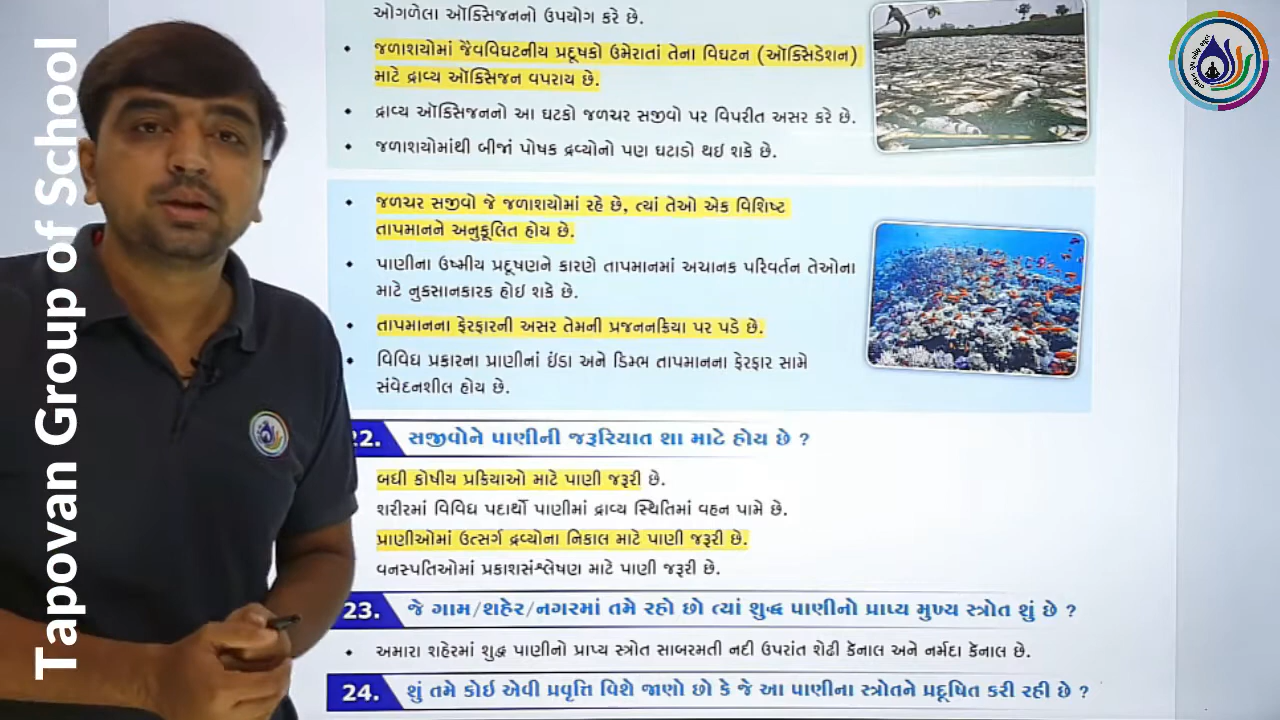 Tapovan Group of School
ઓગળેલા ઑક્સિજનનો ઉપયોગ કરે છે.
• જળાશયોમાં જૈવવિઘટનીય પ્રદૂષકો ઉમેરાતાં તેના વિઘટન (ઑક્સિડેશન)
માટે દ્રાવ્ય ઑક્સિજન વપરાય છે.
• દ્રાવ્ય ઑક્સિજનનો આ ઘટકો જળચર સજીવો પર વિપરીત અસર કરે છે.
• જળાશયોમાંથી બીજાં પોષક દ્રવ્યોનો પણ ઘટાડો થઇ શકે છે.
• જળચર સજીવો જે જળાશયોમાં રહે છે, ત્યાં તેઓ એક વિશિષ્ટ
તાપમાનને અનુકૂલિત હોય છે.
• પાણીના ઉષ્મીય પ્રદૂષણને કારણે તાપમાનમાં અચાનક પરિવર્તન તેઓના
માટે નુકસાનકારક હોઇ શકે છે.
• તાપમાનના ફેરફારની અસર તેમની પ્રજનનક્રિયા પર પડે છે.
• વિવિધ પ્રકારના પ્રાણીનાં ઈંડા અને ડિમ્ભ તાપમાનના ફેરફાર સામે
સંવેદનશીલ હોય છે.
22. સજીવોને પાણીની જરૂરિયાત શા માટે હોય છે ?
બધી કોષીય પ્રક્રિયાઓ માટે પાણી જરૂરી છે.
શરીરમાં વિવિધ પદાર્થો પાણીમાં દ્રાવ્ય સ્થિતિમાં વહન પામે છે.
પ્રાણીઓમાં ઉત્સર્ગ દ્રવ્યોના નિકાલ માટે પાણી જરૂરી છે.
વનસ્પતિઓમાં પ્રકાશસંશ્લેષણ માટે પાણી જરૂરી છે.
23. જે ગામ/શહેર/નગરમાં તમે રહો છો ત્યાં શુદ્ધ પાણીનો પ્રાપ્ય મુખ્ય સ્ત્રોત શું છે ?
• અમારા શહેરમાં શુદ્ધ પાણીનો પ્રાપ્ય સ્ત્રોત સાબરમતી નદી ઉપરાંત શેઢી કૅનાલ અને નર્મદા કૅનાલ છે.
24. શું તમે કોઇ એવી પ્રવૃત્તિ વિશે જાણો છો કે જે આ પાણીના સ્ત્રોતને પ્રદૂષિત કરી રહી છે ?